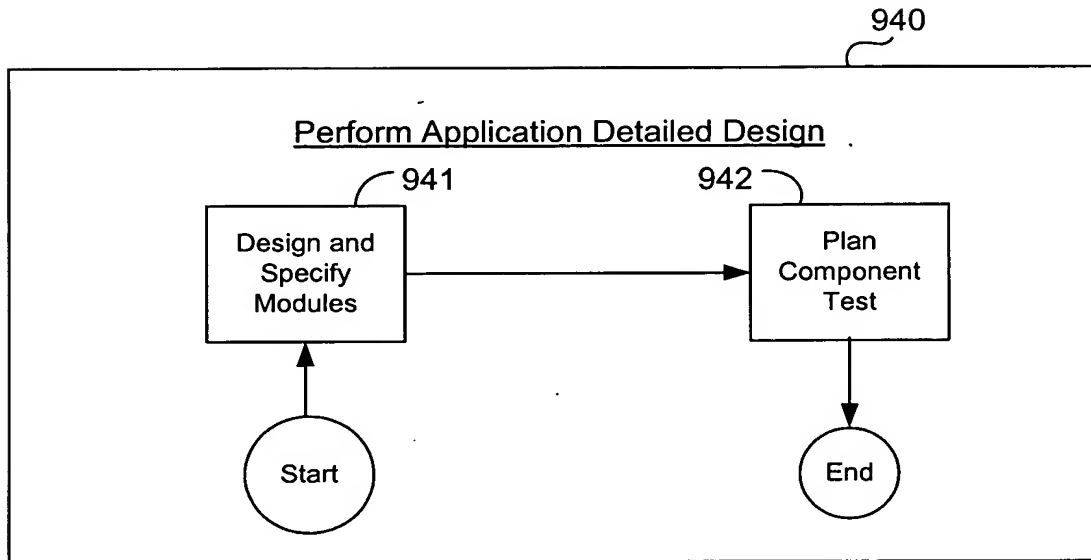 940
Perform Application Detailed Design
941
942
Design and
Specify
Modules
Plan
Component
Test
Start
End